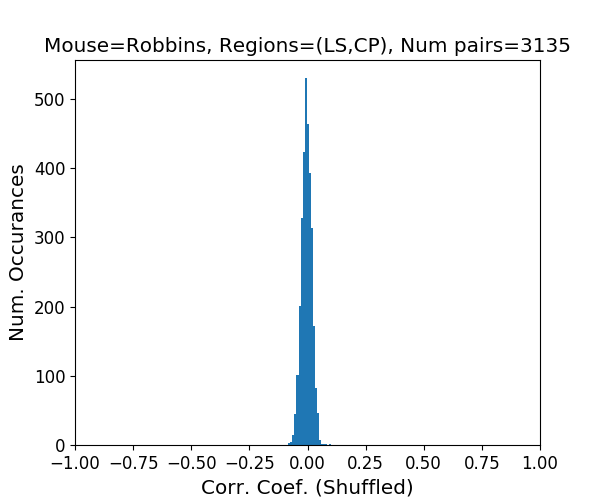 Mouse=Robbins, Regions=(LS,CP), Num pairs=3135
500
400
300
200
100
0
Num. Occurances
−1.00 −0.75 −0.50 −0.25 0.00 0.25 0.50 0.75 1.00
Corr. Coef. (Shuffled)